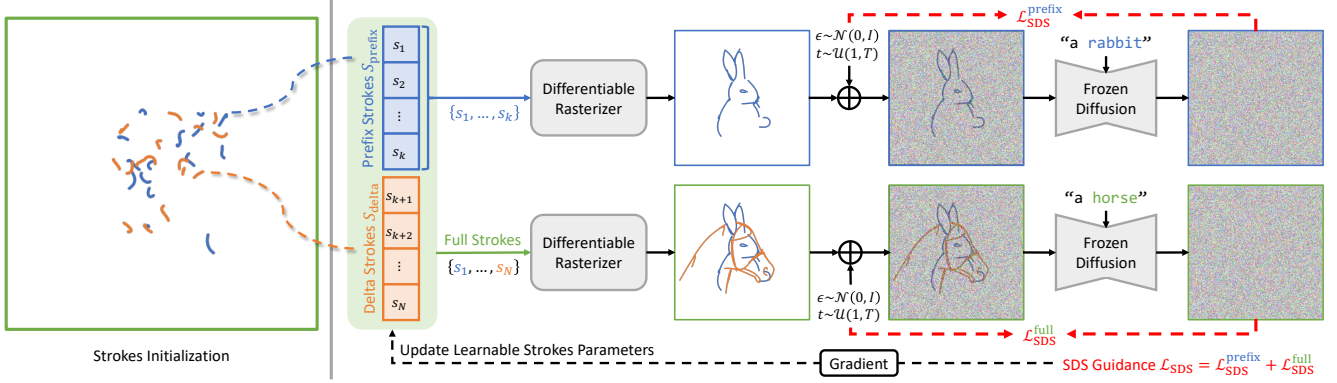 Strokes Initialization
Prefix Strokes S_prefix
s_1
s_2
⋮
s_k
Delta Strokes S_delta
s_{k+1}
s_{k+2}
⋮
s_N
{s_1, …, s_k}
Differentiable
Rasterizer
ϵ~𝒩(0, I)
t~𝒰(1, T)
ℒ_SDS^prefix
“a rabbit”
Frozen
Diffusion
Full Strokes
{s_1, …, s_N}
Differentiable
Rasterizer
ϵ~𝒩(0, I)
t~𝒰(1, T)
ℒ_SDS^full
“a horse”
Frozen
Diffusion
Update Learnable Strokes Parameters
Gradient
SDS Guidance ℒ_SDS = ℒ_SDS^prefix + ℒ_SDS^full